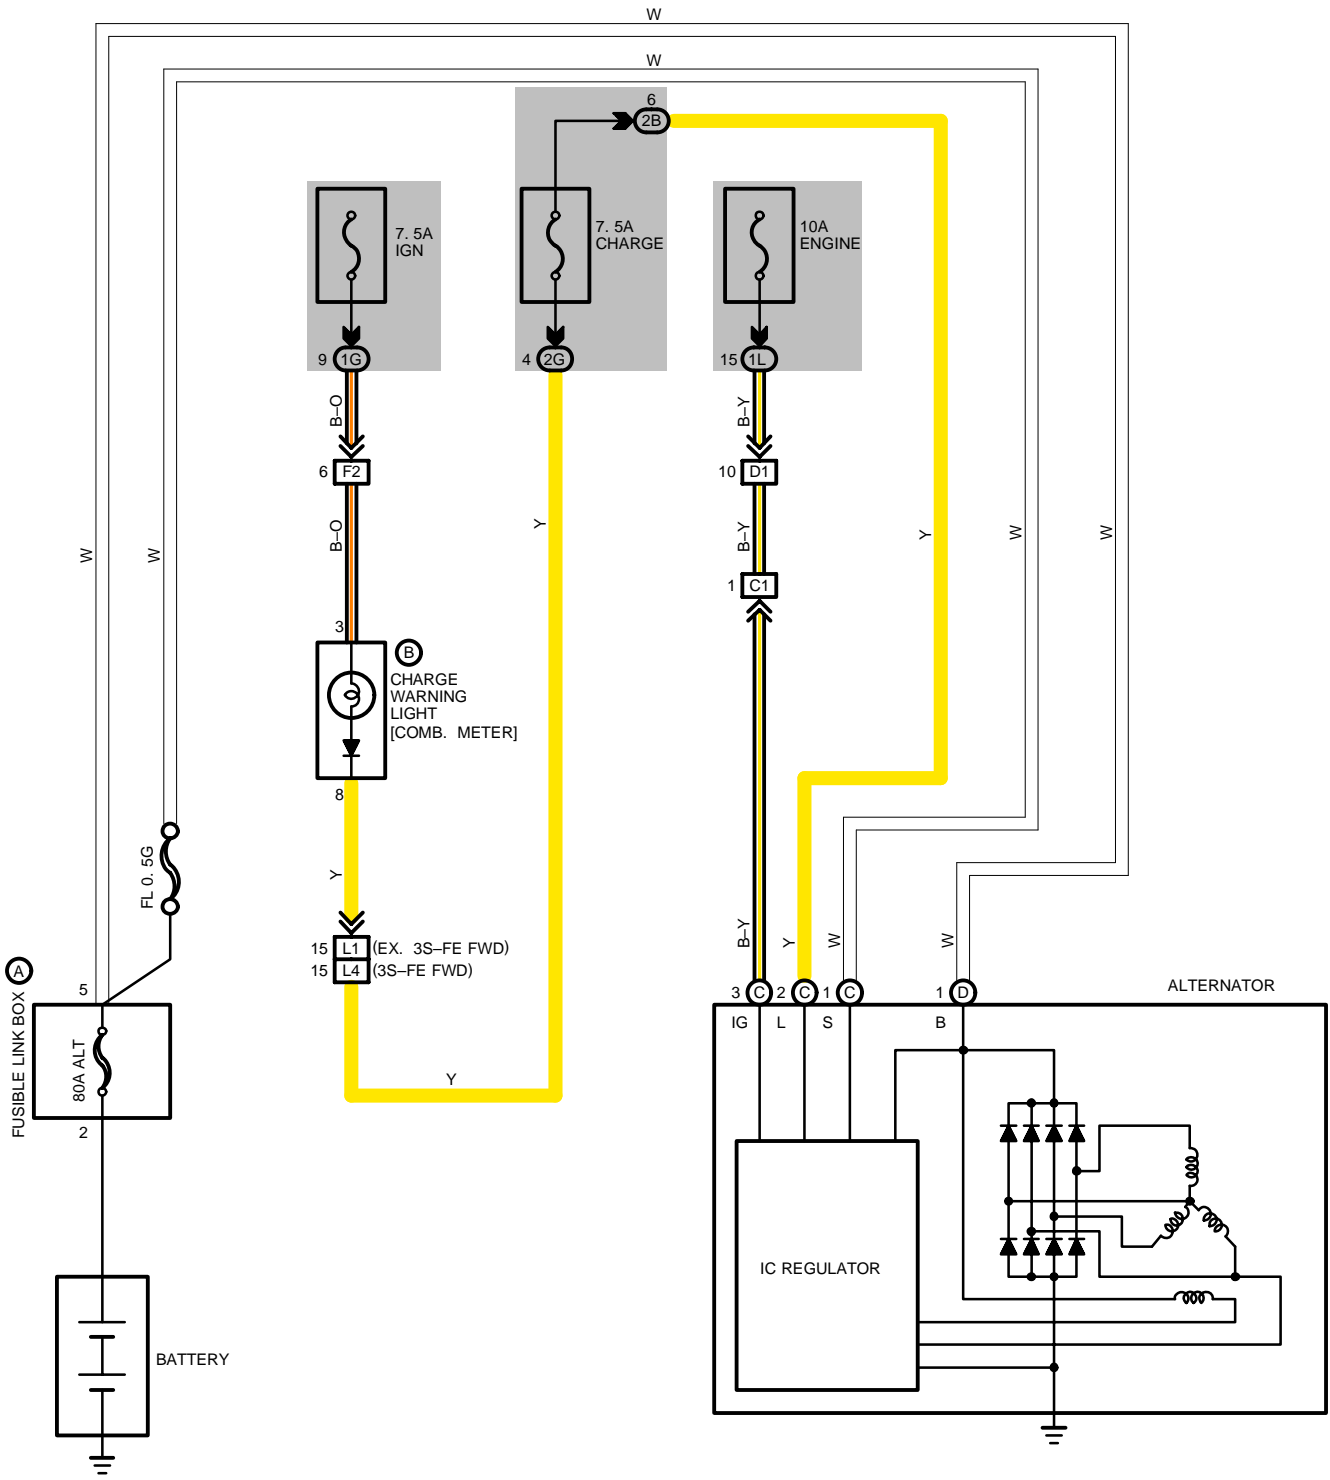 W
W
6
2B
7. 5A
IGN
7. 5A
CHARGE
10A
ENGINE
9 1G
4 2G
15 1L
B–O
B–Y
6 F2
10 D1
W
W
B–O
Y
B–Y
Y
W
W
1 C1
3
B
CHARGE
WARNING
LIGHT
[COMB. METER]
8
FL 0. 5G
Y
15 L1 (EX. 3S–FE FWD)
15 L4 (3S–FE FWD)
B–Y
Y
W
W
A
FUSIBLE LINK BOX
5
80A ALT
2
Y
3 C 2 C 1 C 1 D
ALTERNATOR
IG L S B
IC REGULATOR
BATTERY